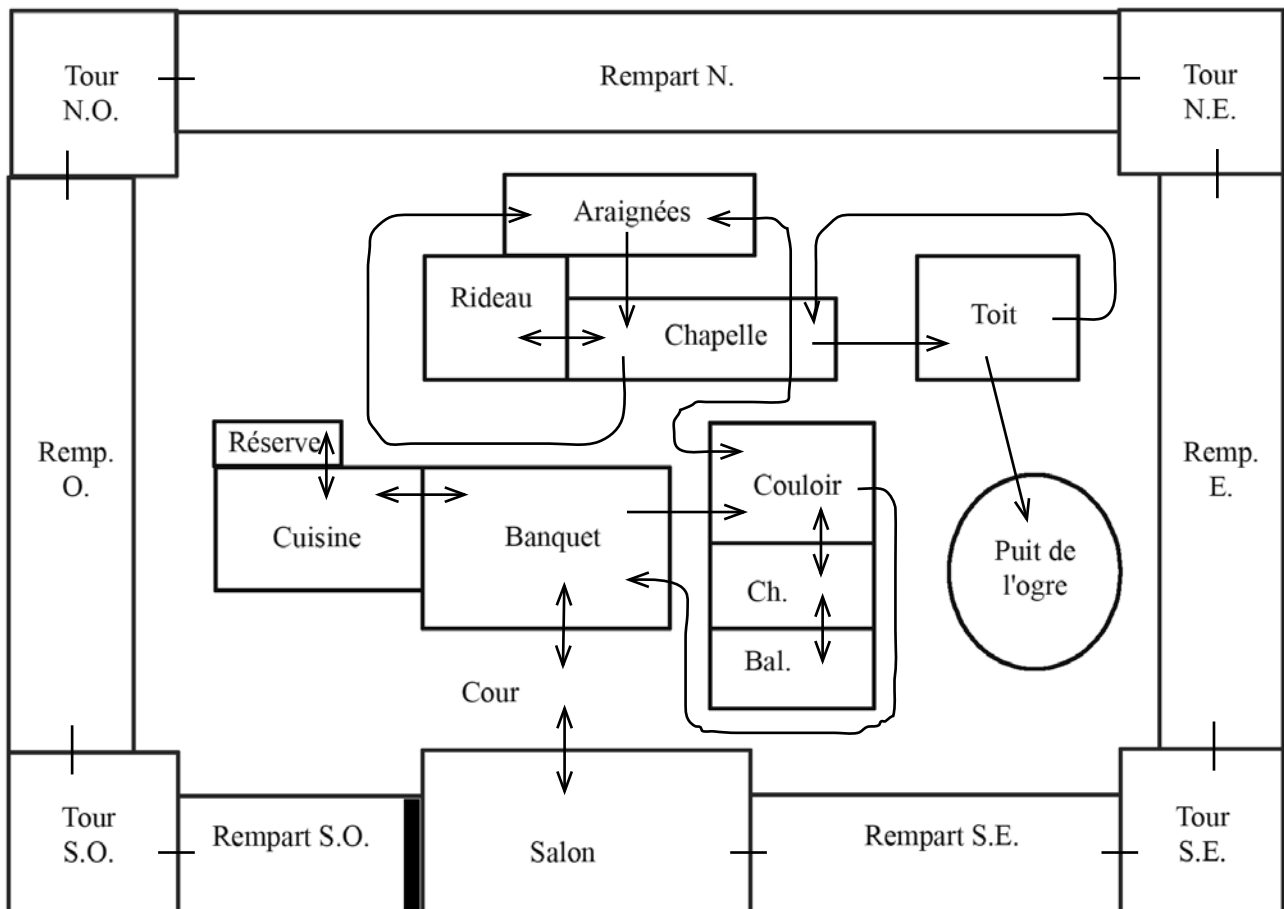 Tour
N.O.
Rempart N.
Tour
N.E.
Araignées
Rideau
Chapelle
Toit
Remp.
O.
Réserve
Cuisine
Banquet
Couloir
Ch.
Bal.
Puit de
l'ogre
Remp.
E.
Cour
Tour
S.O.
Rempart S.O.
Salon
Rempart S.E.
Tour
S.E.